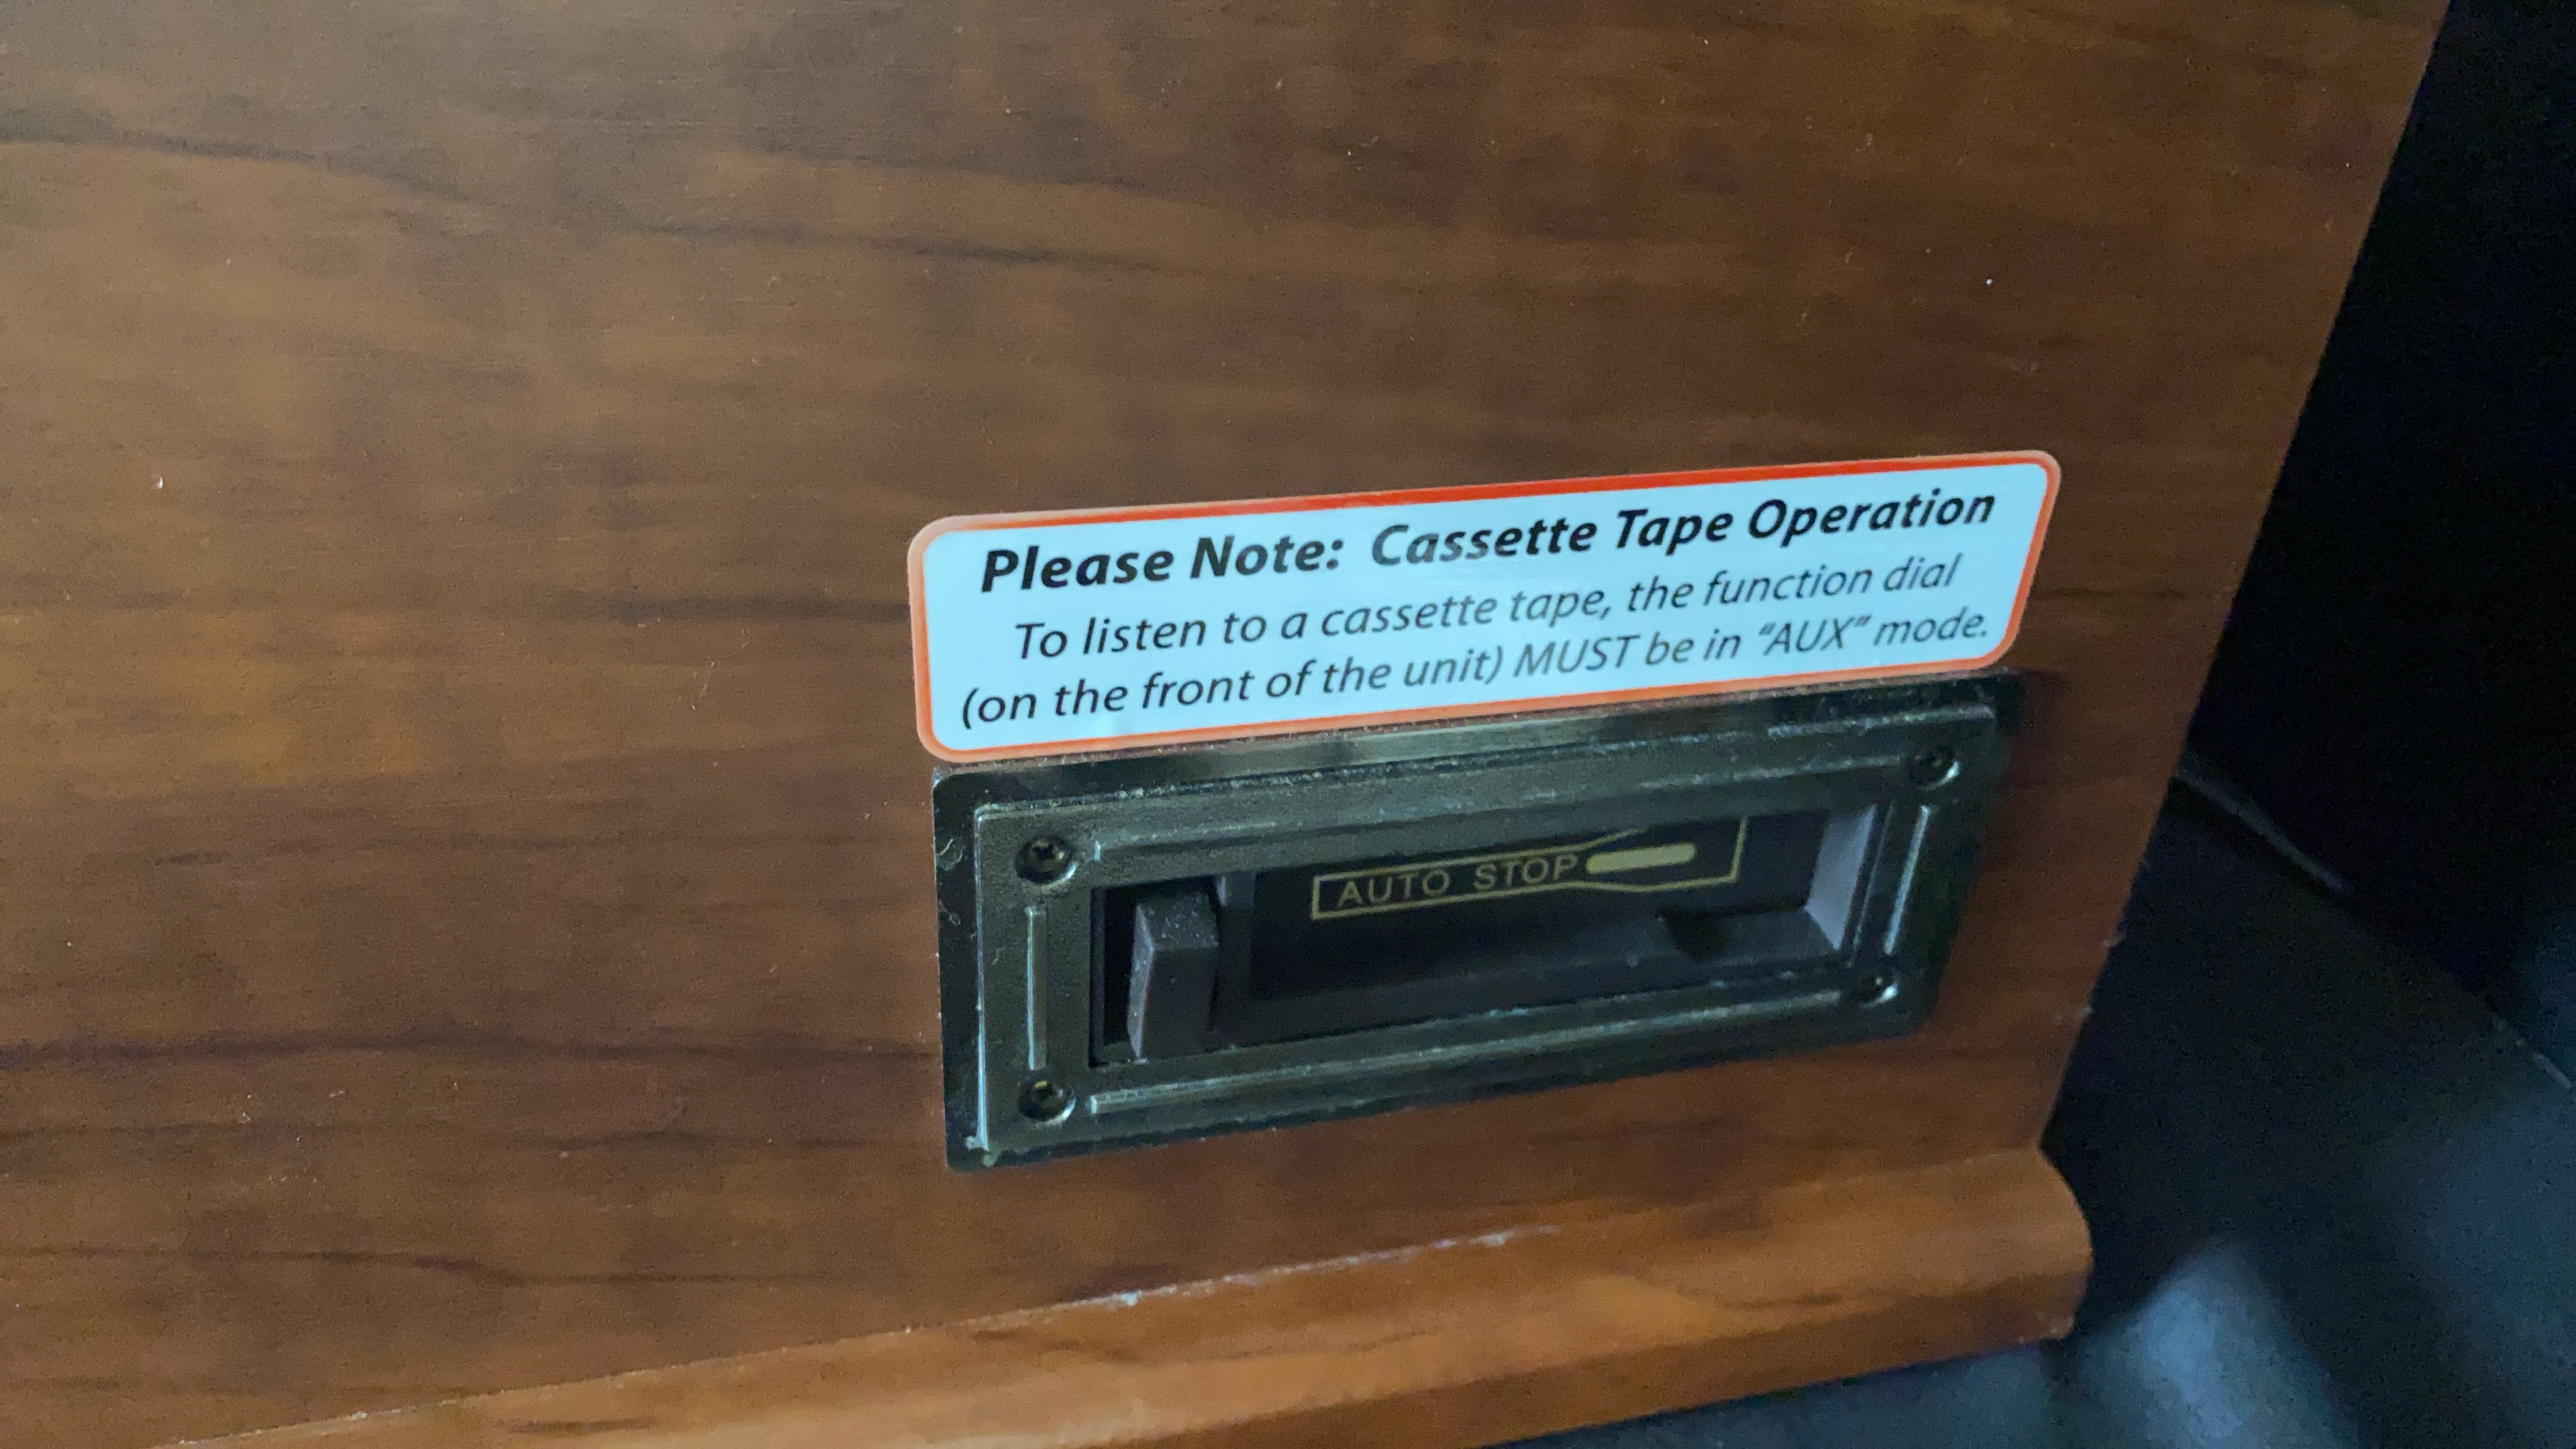 Please Note: Cassette Tape Operation
To listen to a cassette tape, the function dial
(on the front of the unit) MUST be in "AUX" mode.
AUTO STOP